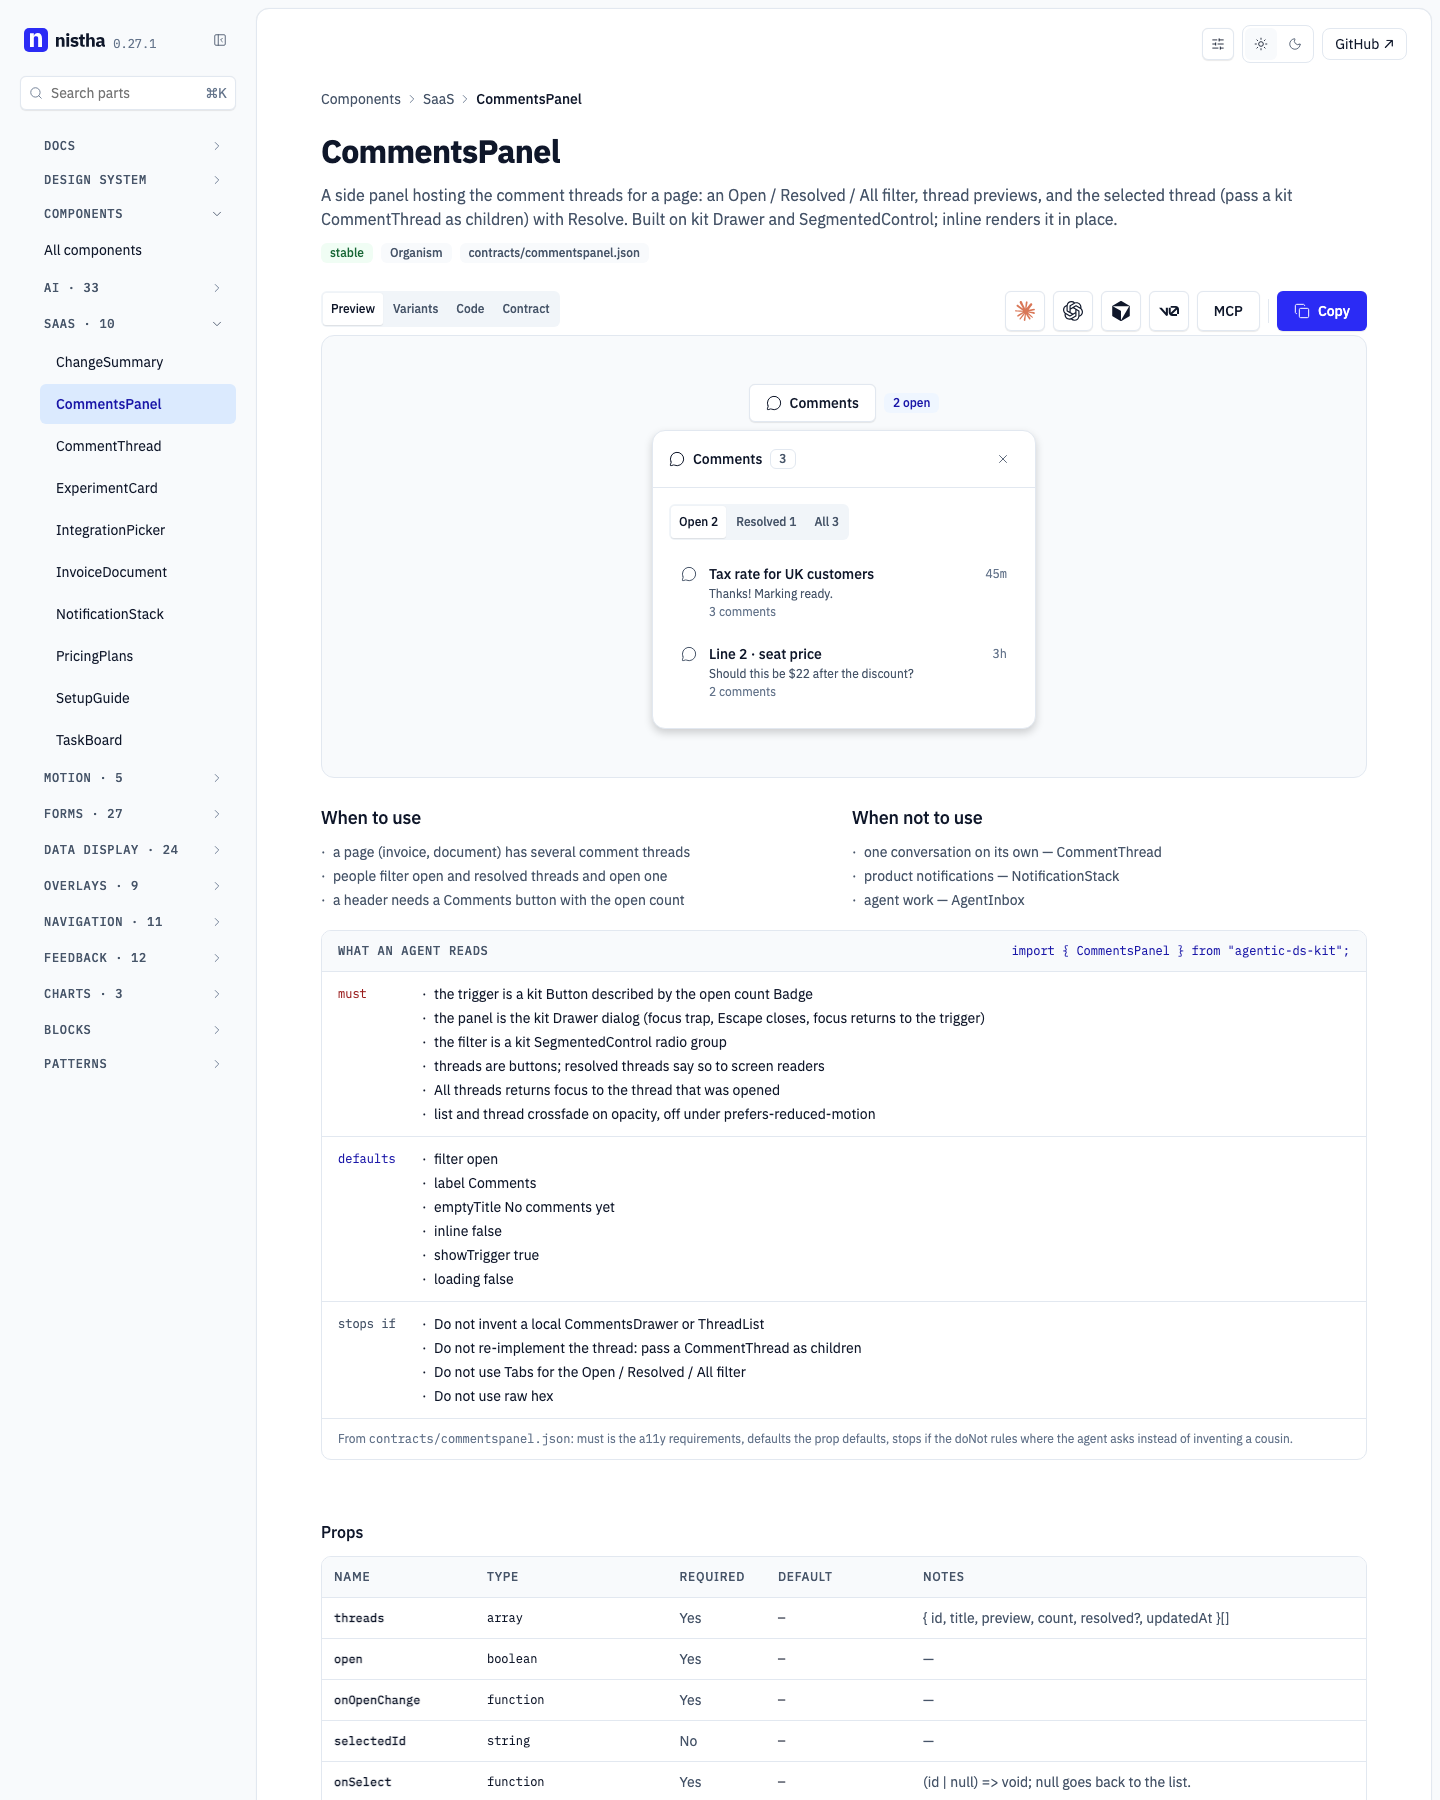 nistha 0.27.1
Search parts ⌘K
DOCS
DESIGN SYSTEM
COMPONENTS
All components
AI · 33
SAAS · 10
ChangeSummary
CommentsPanel
CommentThread
ExperimentCard
IntegrationPicker
InvoiceDocument
NotificationStack
PricingPlans
SetupGuide
TaskBoard
MOTION · 5
FORMS · 27
DATA DISPLAY · 24
OVERLAYS · 9
NAVIGATION · 11
FEEDBACK · 12
CHARTS · 3
BLOCKS
PATTERNS
GitHub
Components SaaS CommentsPanel
CommentsPanel
A side panel hosting the comment threads for a page: an Open / Resolved / All filter, thread previews, and the selected thread (pass a kit
CommentThread as children) with Resolve. Built on kit Drawer and SegmentedControl; inline renders it in place.
stable Organism contracts/commentspanel.json
Preview Variants Code Contract
v0 MCP Copy
Comments 2 open
Comments 3
Open 2 Resolved 1 All 3
Tax rate for UK customers 45m
Thanks! Marking ready.
3 comments
Line 2 · seat price 3h
Should this be $22 after the discount?
2 comments
When to use
· a page (invoice, document) has several comment threads
· people filter open and resolved threads and open one
· a header needs a Comments button with the open count
When not to use
· one conversation on its own — CommentThread
· product notifications — NotificationStack
· agent work — AgentInbox
WHAT AN AGENT READS import { CommentsPanel } from "agentic-ds-kit";
must
· the trigger is a kit Button described by the open count Badge
· the panel is the kit Drawer dialog (focus trap, Escape closes, focus returns to the trigger)
· the filter is a kit SegmentedControl radio group
· threads are buttons; resolved threads say so to screen readers
· All threads returns focus to the thread that was opened
· list and thread crossfade on opacity, off under prefers-reduced-motion
defaults
· filter open
· label Comments
· emptyTitle No comments yet
· inline false
· showTrigger true
· loading false
stops if
· Do not invent a local CommentsDrawer or ThreadList
· Do not re-implement the thread: pass a CommentThread as children
· Do not use Tabs for the Open / Resolved / All filter
· Do not use raw hex
From contracts/commentspanel.json: must is the a11y requirements, defaults the prop defaults, stops if the doNot rules where the agent asks instead of inventing a cousin.
Props
NAME TYPE REQUIRED DEFAULT NOTES
threads array Yes — { id, title, preview, count, resolved?, updatedAt }[]
open boolean Yes — —
onOpenChange function Yes — —
selectedId string No — —
onSelect function Yes — (id | null) => void; null goes back to the list.